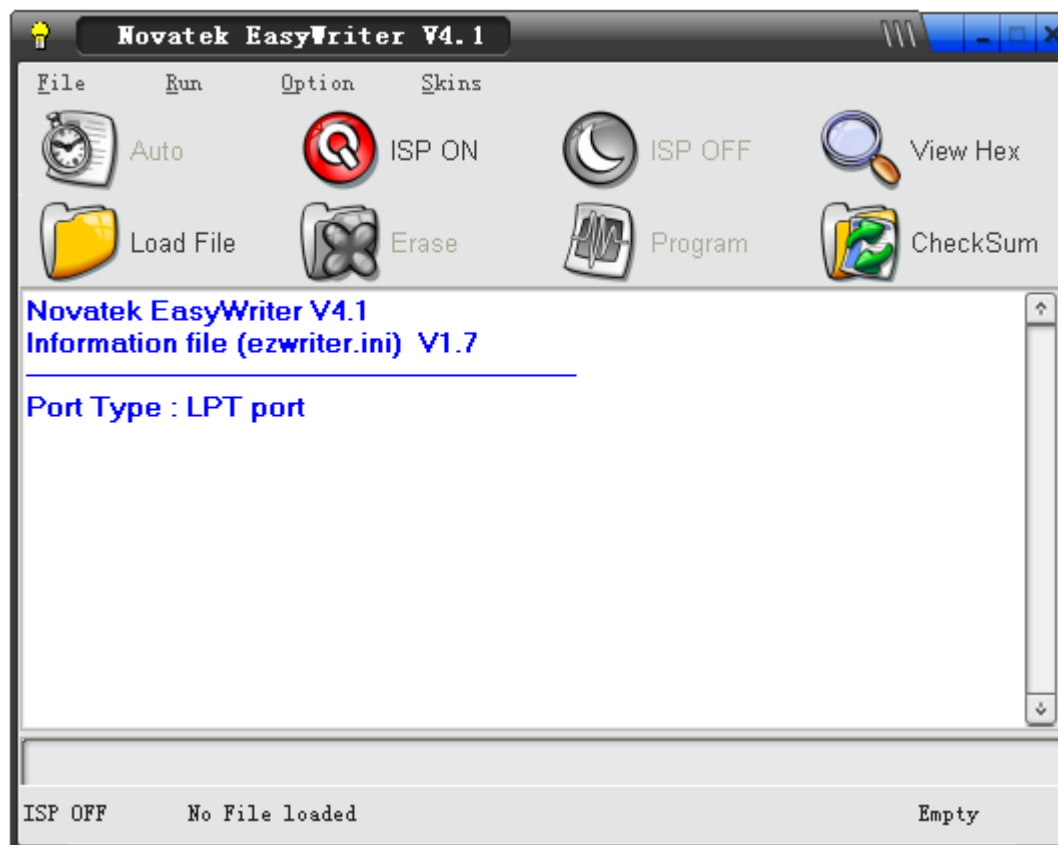 Novatek EasyWriter V4.1
File Run Option Skins
Auto ISP ON ISP OFF View Hex
Load File Erase Program CheckSum
Novatek EasyWriter V4.1
Information file (ezwriter.ini) V1.7
Port Type : LPT port
ISP OFF No File loaded Empty